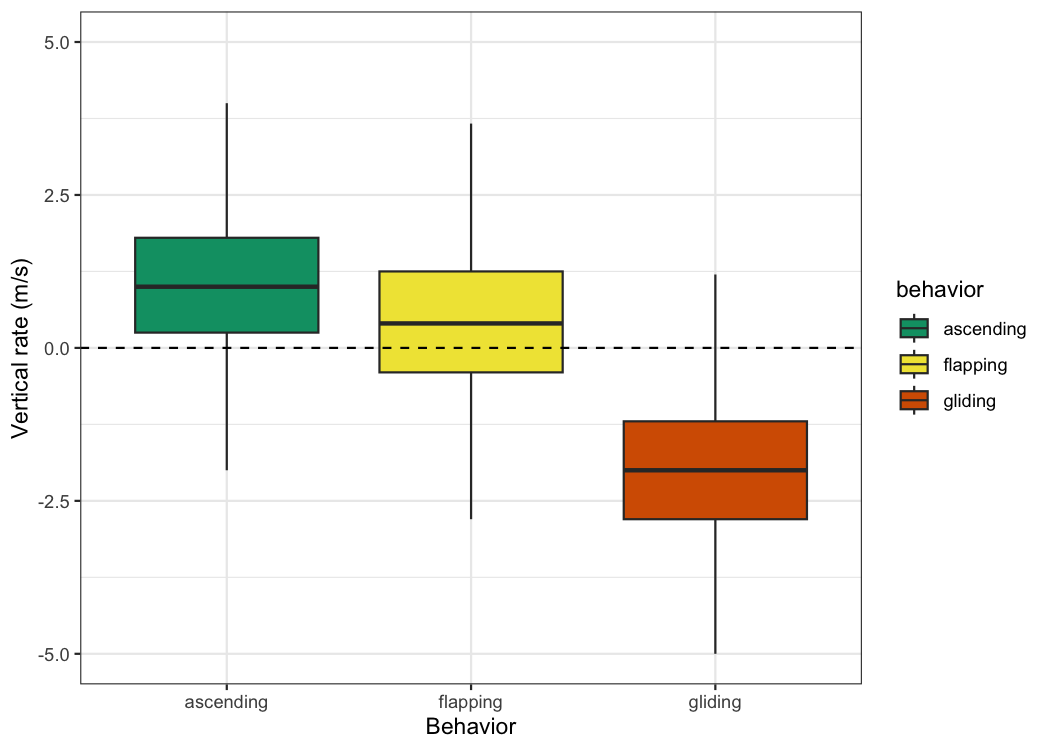 5.0
2.5
0.0
-2.5
-5.0
Vertical rate (m/s)
ascending
flapping
gliding
Behavior
behavior
ascending
flapping
gliding